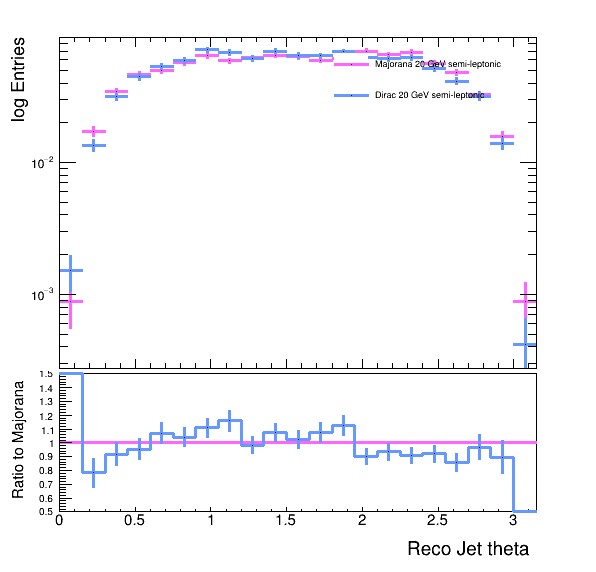 log Entries
Majorana 20 GeV semi-leptonic
Dirac 20 GeV semi-leptonic
10⁻²
10⁻³
Ratio to Majorana
1.5
1.4
1.3
1.2
1.1
1
0.9
0.8
0.7
0.6
0.5
0 0.5 1 1.5 2 2.5 3
Reco Jet theta